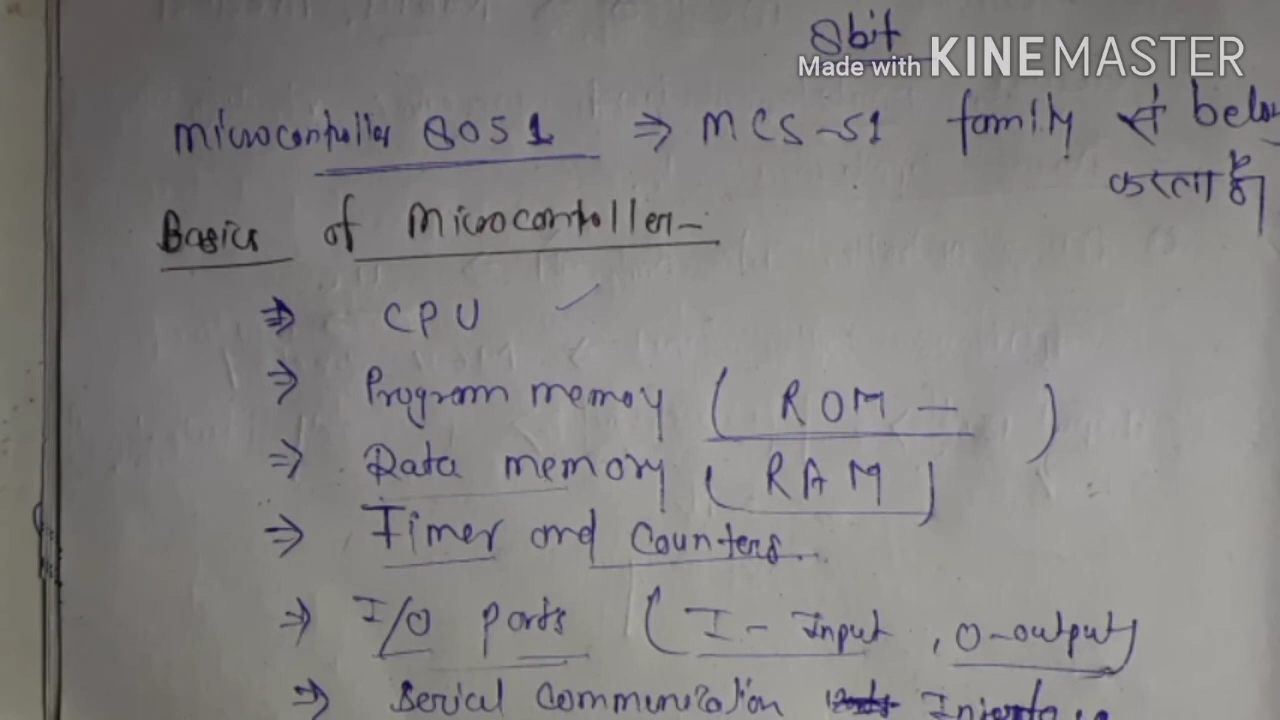 8bit
Made with KINEMASTER
Microcontroller 8051 ⇒ MCS-51 family से belo
करता है।
Basics of Microcontroller-
⇒ CPU ✓
⇒ Program memory ( ROM — )
⇒ Data memory ( RAM )
⇒ Timer and Counters..
⇒ I/O ports ( I - Input , O-output )
⇒ Serial Communication